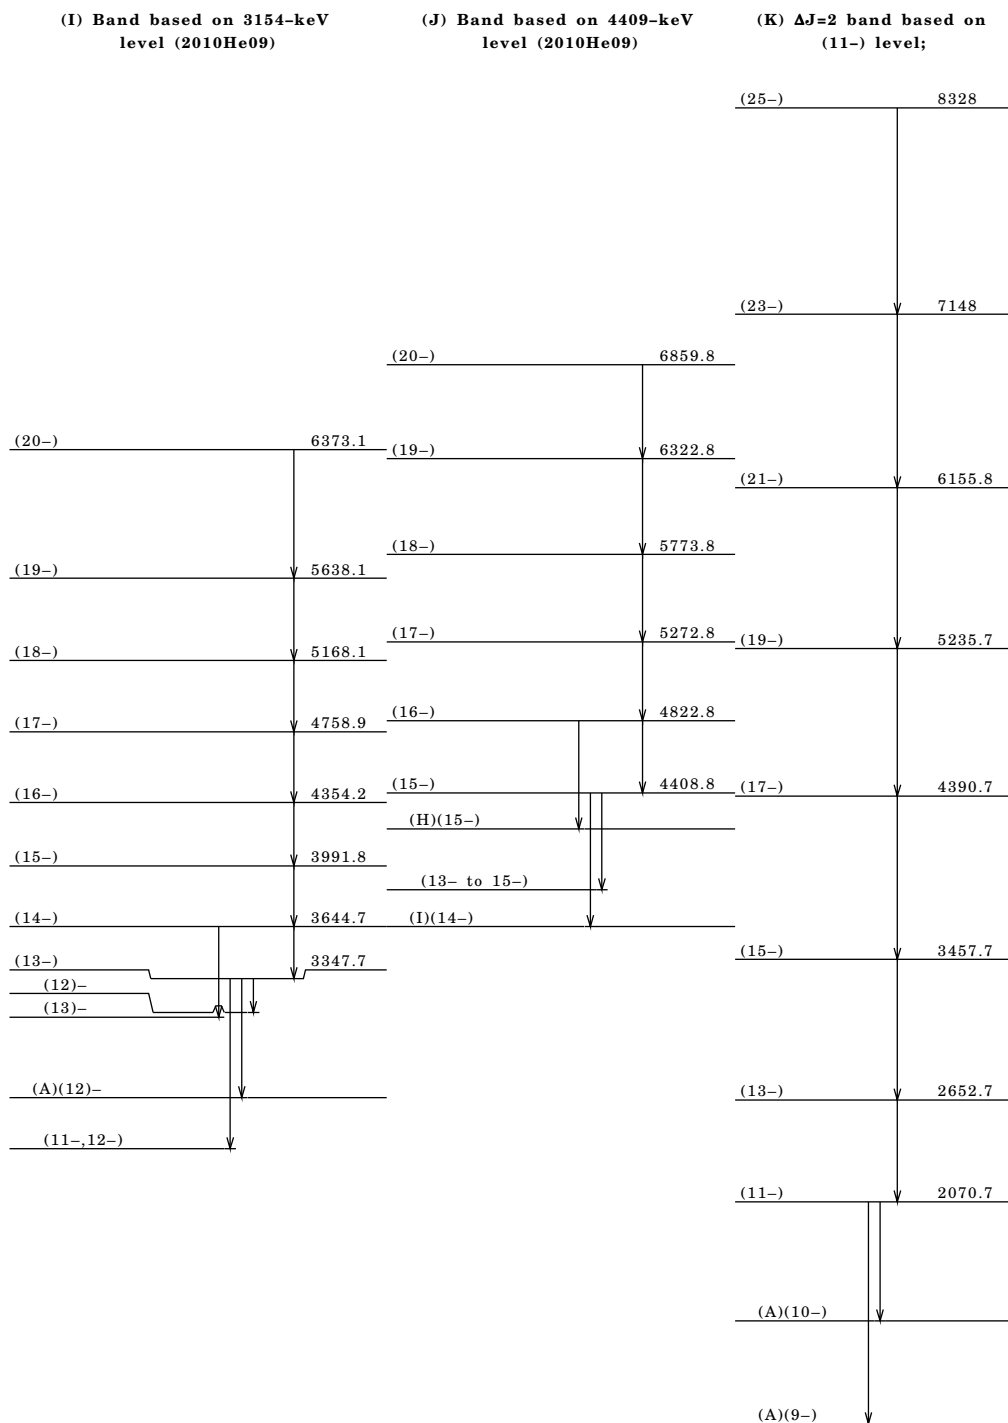 (I) Band based on 3154–keV
level (2010He09)
(20–) 6373.1
(19–) 5638.1
(18–) 5168.1
(17–) 4758.9
(16–) 4354.2
(15–) 3991.8
(14–) 3644.7
(13–) 3347.7
(12)–
(13)–
(A)(12)–
(11–,12–)
(J) Band based on 4409–keV
level (2010He09)
(20–) 6859.8
(19–) 6322.8
(18–) 5773.8
(17–) 5272.8
(16–) 4822.8
(15–) 4408.8
(H)(15–)
(13– to 15–)
(I)(14–)
(K) ΔJ=2 band based on
(11–) level;
(25–) 8328
(23–) 7148
(21–) 6155.8
(19–) 5235.7
(17–) 4390.7
(15–) 3457.7
(13–) 2652.7
(11–) 2070.7
(A)(10–)
(A)(9–)